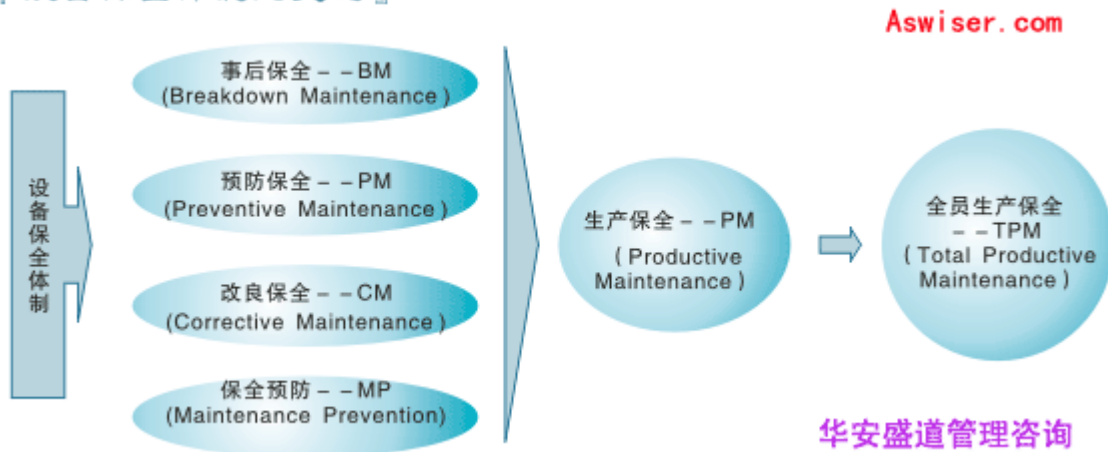 Aswiser.com
设备保全体制
事后保全－－BM
(Breakdown Maintenance)
预防保全－－PM
(Preventive Maintenance)
改良保全－－CM
(Corrective Maintenance)
保全预防－－MP
(Maintenance Prevention)
生产保全－－PM
(Productive
Maintenance)
全员生产保全
－－TPM
(Total Productive
Maintenance)
华安盛道管理咨询